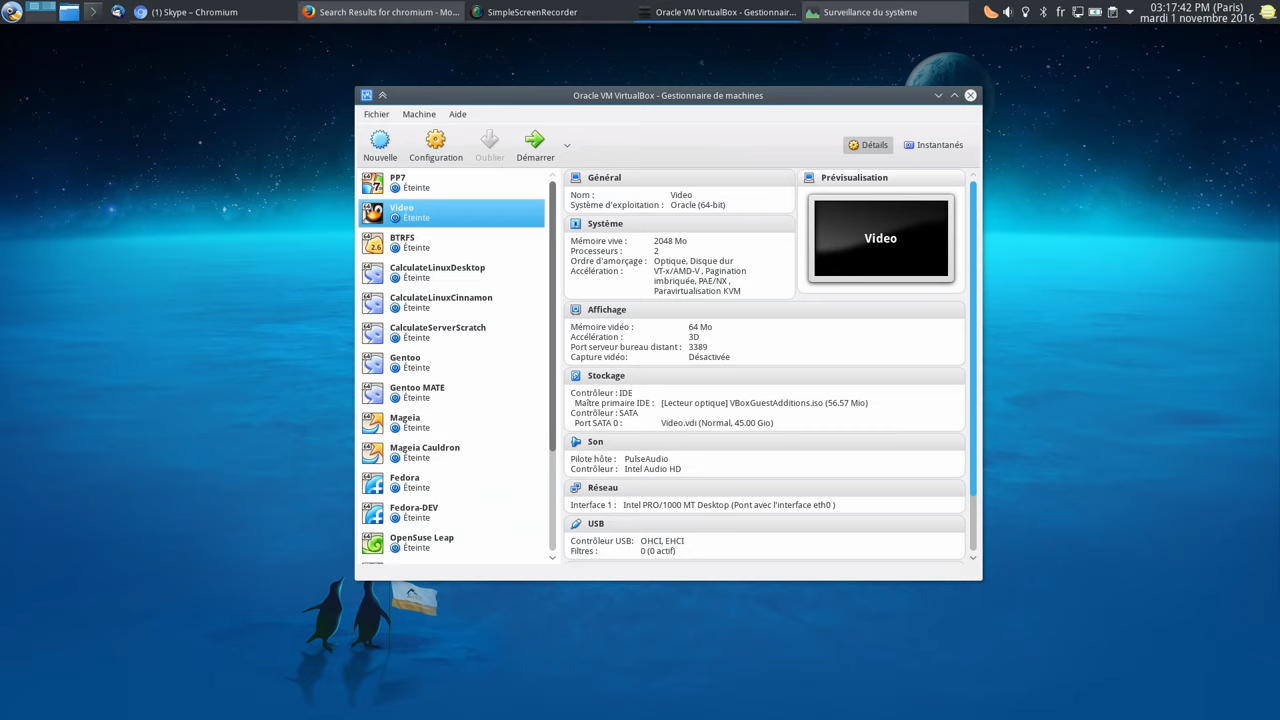 Skype – Chromium
Search Results for chromium - Mo...
SimpleScreenRecorder
Oracle VM VirtualBox - Gestionnair...
Surveillance du système
fr
03:17:42 PM (Paris)
mardi 1 novembre 2016
Oracle VM VirtualBox - Gestionnaire de machines
Fichier Machine Aide
Nouvelle Configuration Oublier Démarrer
Détails Instantanés
PP7
Éteinte
Video
Éteinte
BTRFS
Éteinte
CalculateLinuxDesktop
Éteinte
CalculateLinuxCinnamon
Éteinte
CalculateServerScratch
Éteinte
Gentoo
Éteinte
Gentoo MATE
Éteinte
Mageia
Éteinte
Mageia Cauldron
Éteinte
Fedora
Éteinte
Fedora-DEV
Éteinte
OpenSuse Leap
Éteinte
Général
Nom : Video
Système d'exploitation : Oracle (64-bit)
Système
Mémoire vive : 2048 Mo
Processeurs : 2
Ordre d'amorçage : Optique, Disque dur
Accélération : VT-x/AMD-V , Pagination
imbriquée, PAE/NX ,
Paravirtualisation KVM
Prévisualisation
Video
Affichage
Mémoire vidéo : 64 Mo
Accélération : 3D
Port serveur bureau distant : 3389
Capture vidéo: Désactivée
Stockage
Contrôleur : IDE
Maître primaire IDE : [Lecteur optique] VBoxGuestAdditions.iso (56.57 Mio)
Contrôleur : SATA
Port SATA 0 : Video.vdi (Normal, 45.00 Gio)
Son
Pilote hôte : PulseAudio
Contrôleur : Intel Audio HD
Réseau
Interface 1 : Intel PRO/1000 MT Desktop (Pont avec l'interface eth0 )
USB
Contrôleur USB: OHCI, EHCI
Filtres : 0 (0 actif)